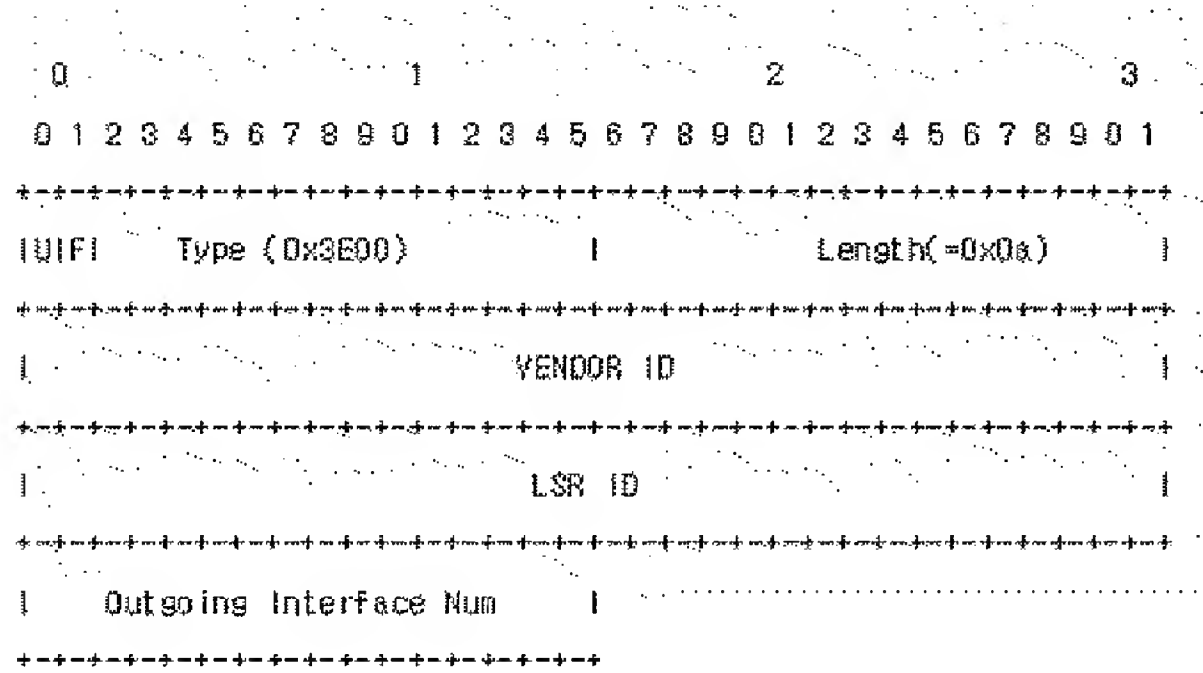 0 1 2 3
0 1 2 3 4 5 6 7 8 9 0 1 2 3 4 5 6 7 8 9 0 1 2 3 4 5 6 7 8 9 0 1
+-+-+-+-+-+-+-+-+-+-+-+-+-+-+-+-+-+-+-+-+-+-+-+-+-+-+-+-+-+-+-+-+
|U|F| Type (0x3E00) | Length(=0x0a) |
+-+-+-+-+-+-+-+-+-+-+-+-+-+-+-+-+-+-+-+-+-+-+-+-+-+-+-+-+-+-+-+-+
| VENDOR ID |
+-+-+-+-+-+-+-+-+-+-+-+-+-+-+-+-+-+-+-+-+-+-+-+-+-+-+-+-+-+-+-+-+
| LSR ID |
+-+-+-+-+-+-+-+-+-+-+-+-+-+-+-+-+-+-+-+-+-+-+-+-+-+-+-+-+-+-+-+-+
| Outgoing Interface Num |
+-+-+-+-+-+-+-+-+-+-+-+-+-+-+-+-+